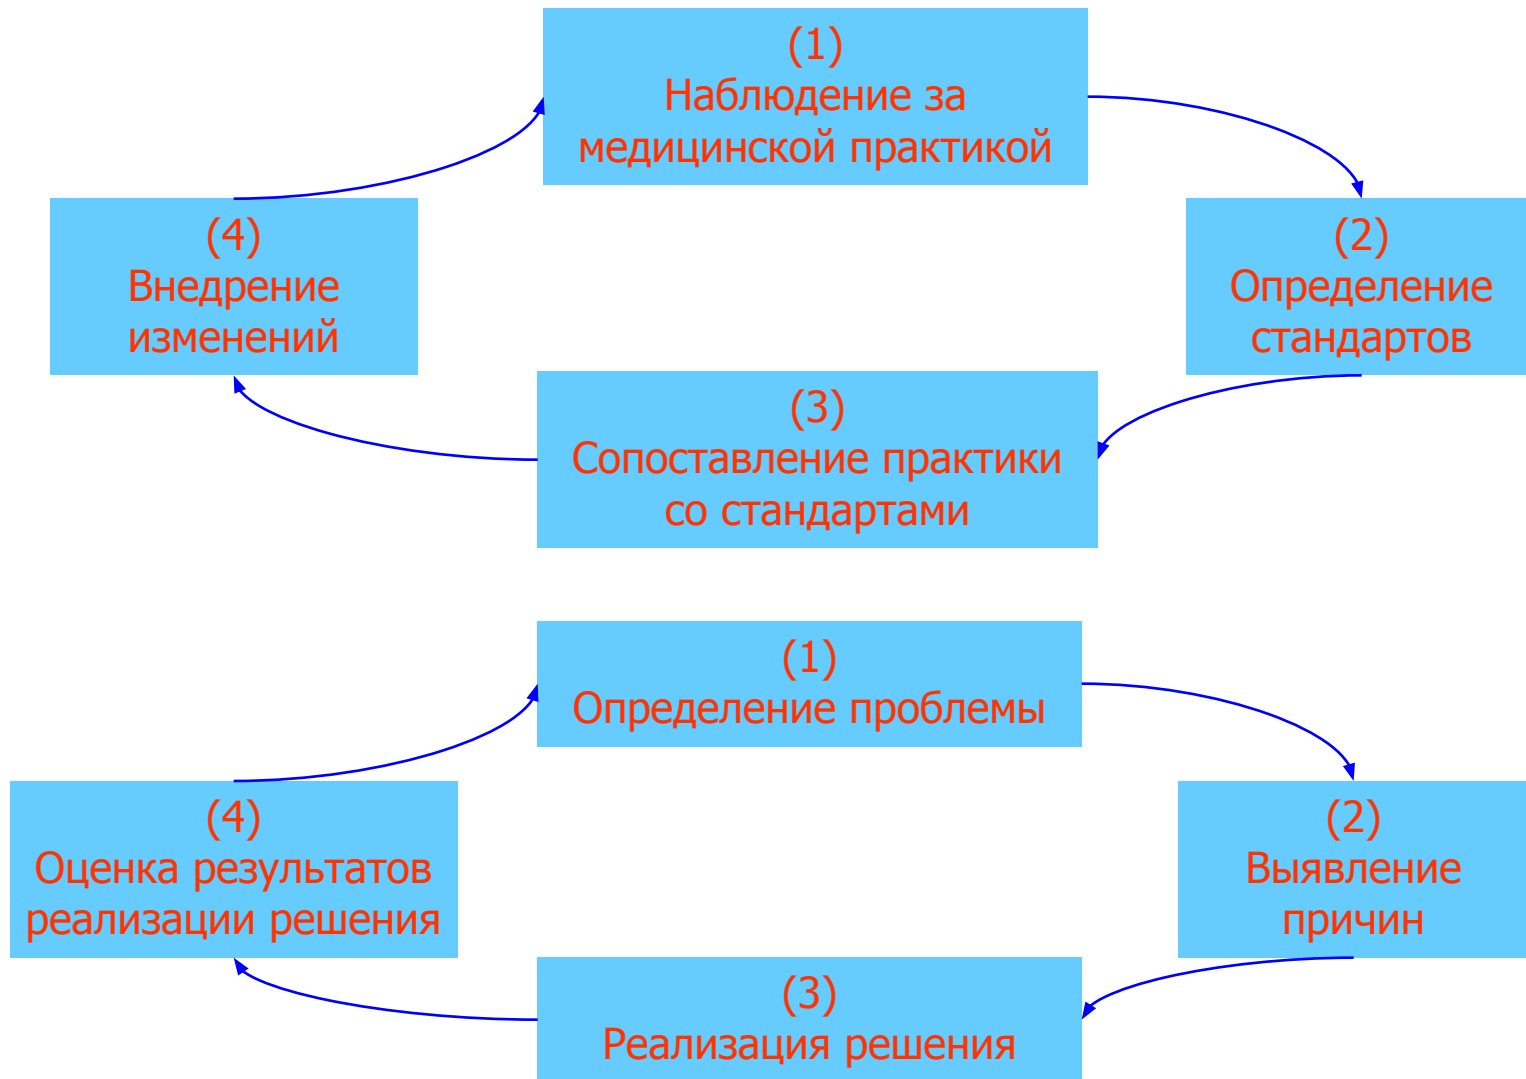 (1)
Наблюдение за
медицинской практикой
(2)
Определение
стандартов
(3)
Сопоставление практики
со стандартами
(4)
Внедрение
изменений
(1)
Определение проблемы
(2)
Выявление
причин
(3)
Реализация решения
(4)
Оценка результатов
реализации решения